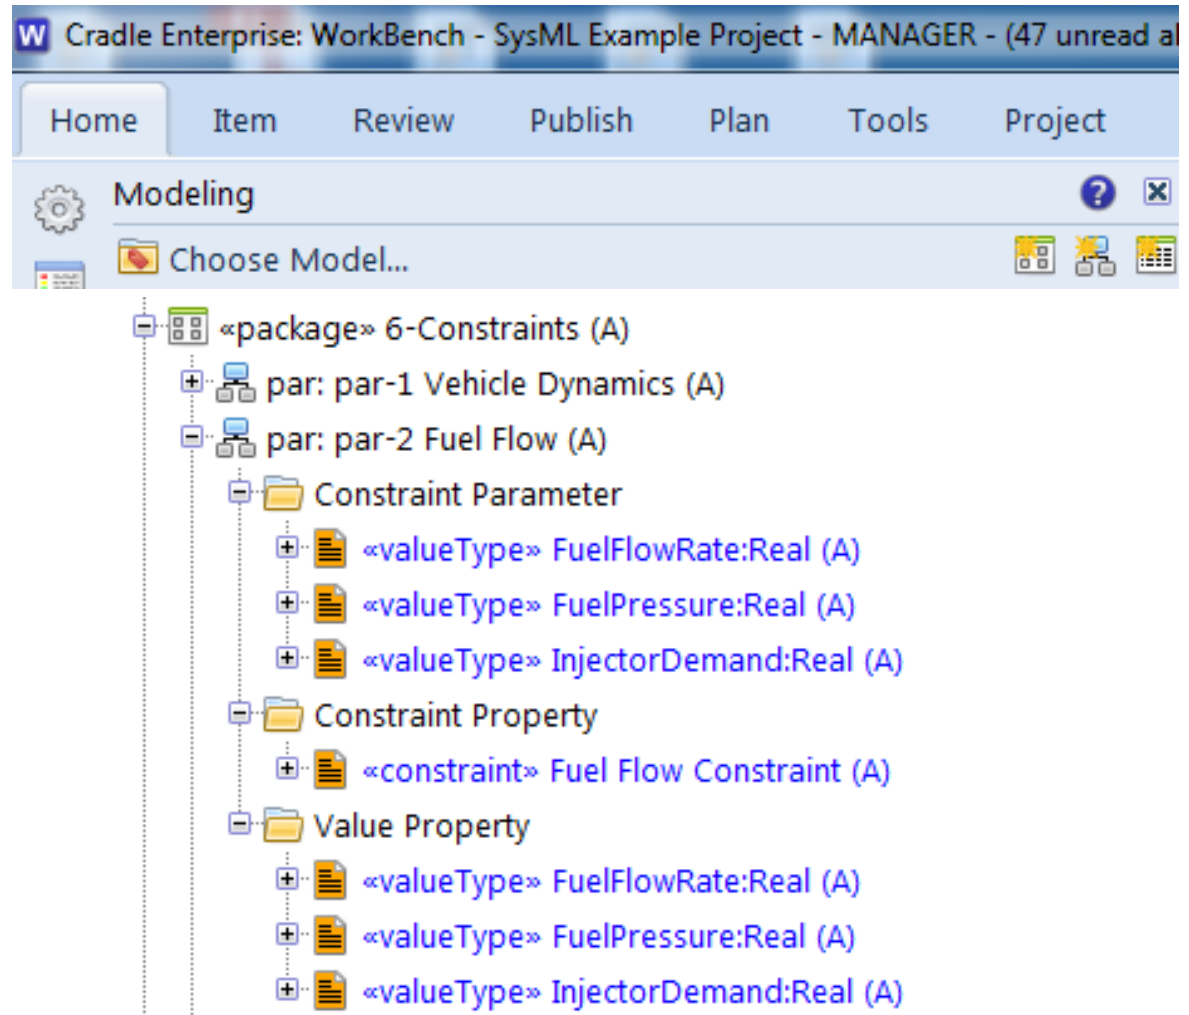 W Cradle Enterprise: WorkBench - SysML Example Project - MANAGER - (47 unread al
Home Item Review Publish Plan Tools Project
Modeling ?
Choose Model...
«package» 6-Constraints (A)
par: par-1 Vehicle Dynamics (A)
par: par-2 Fuel Flow (A)
Constraint Parameter
«valueType» FuelFlowRate:Real (A)
«valueType» FuelPressure:Real (A)
«valueType» InjectorDemand:Real (A)
Constraint Property
«constraint» Fuel Flow Constraint (A)
Value Property
«valueType» FuelFlowRate:Real (A)
«valueType» FuelPressure:Real (A)
«valueType» InjectorDemand:Real (A)